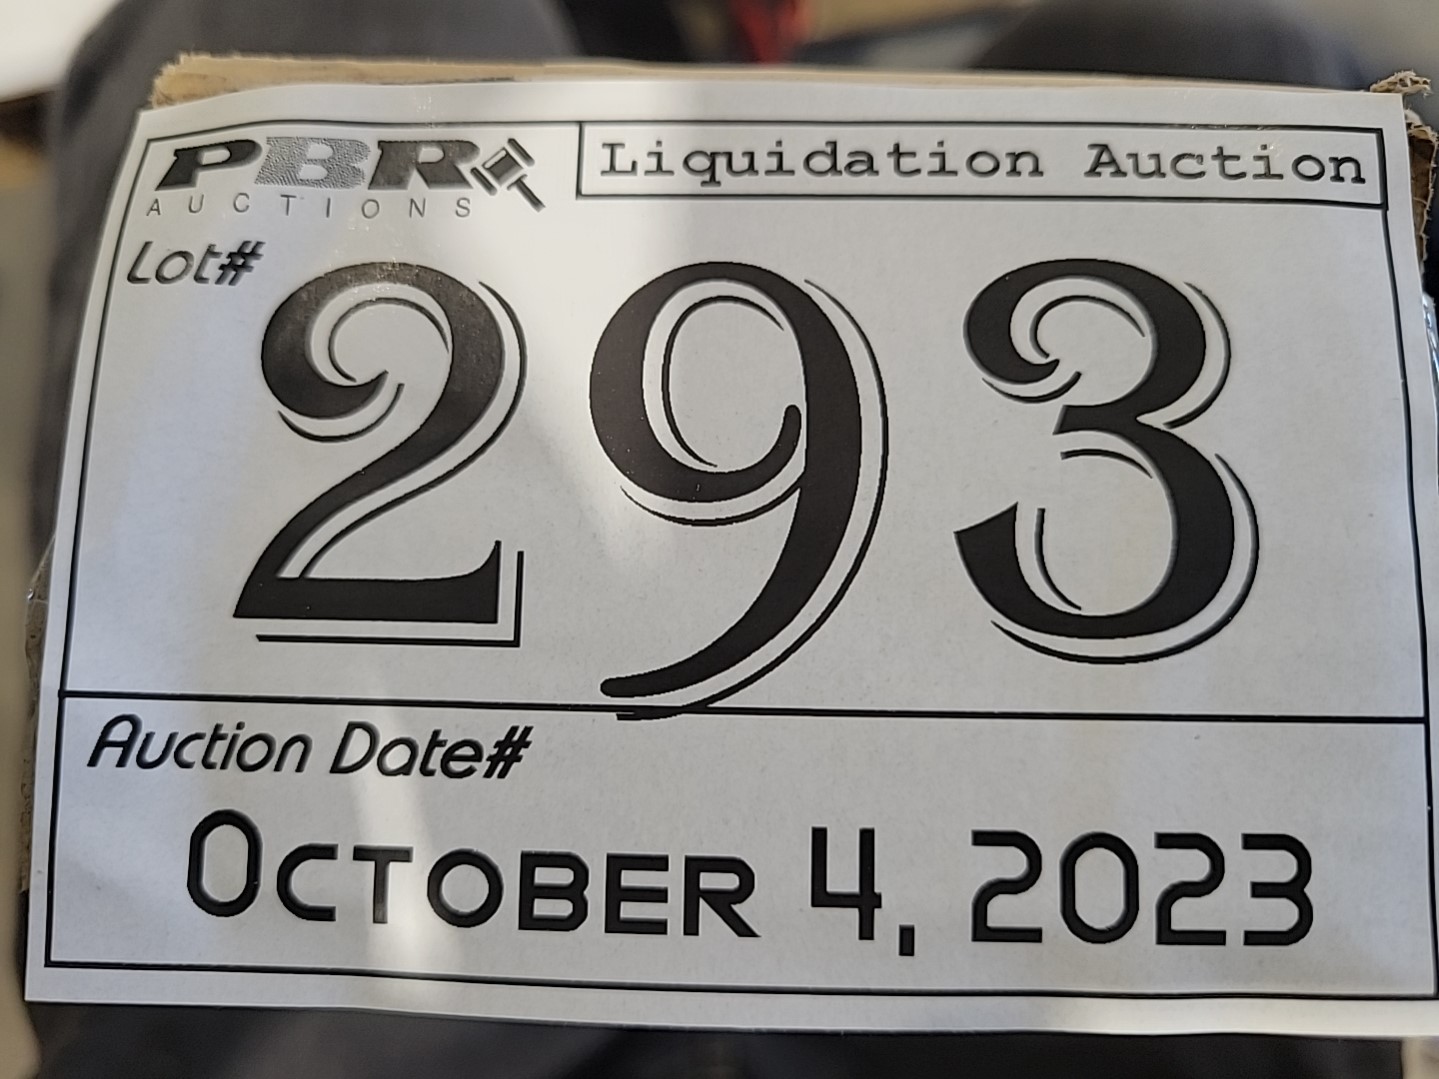 PBR
AUCTIONS
Liquidation Auction
Lot#
293
Auction Date#
OCTOBER 4, 2023